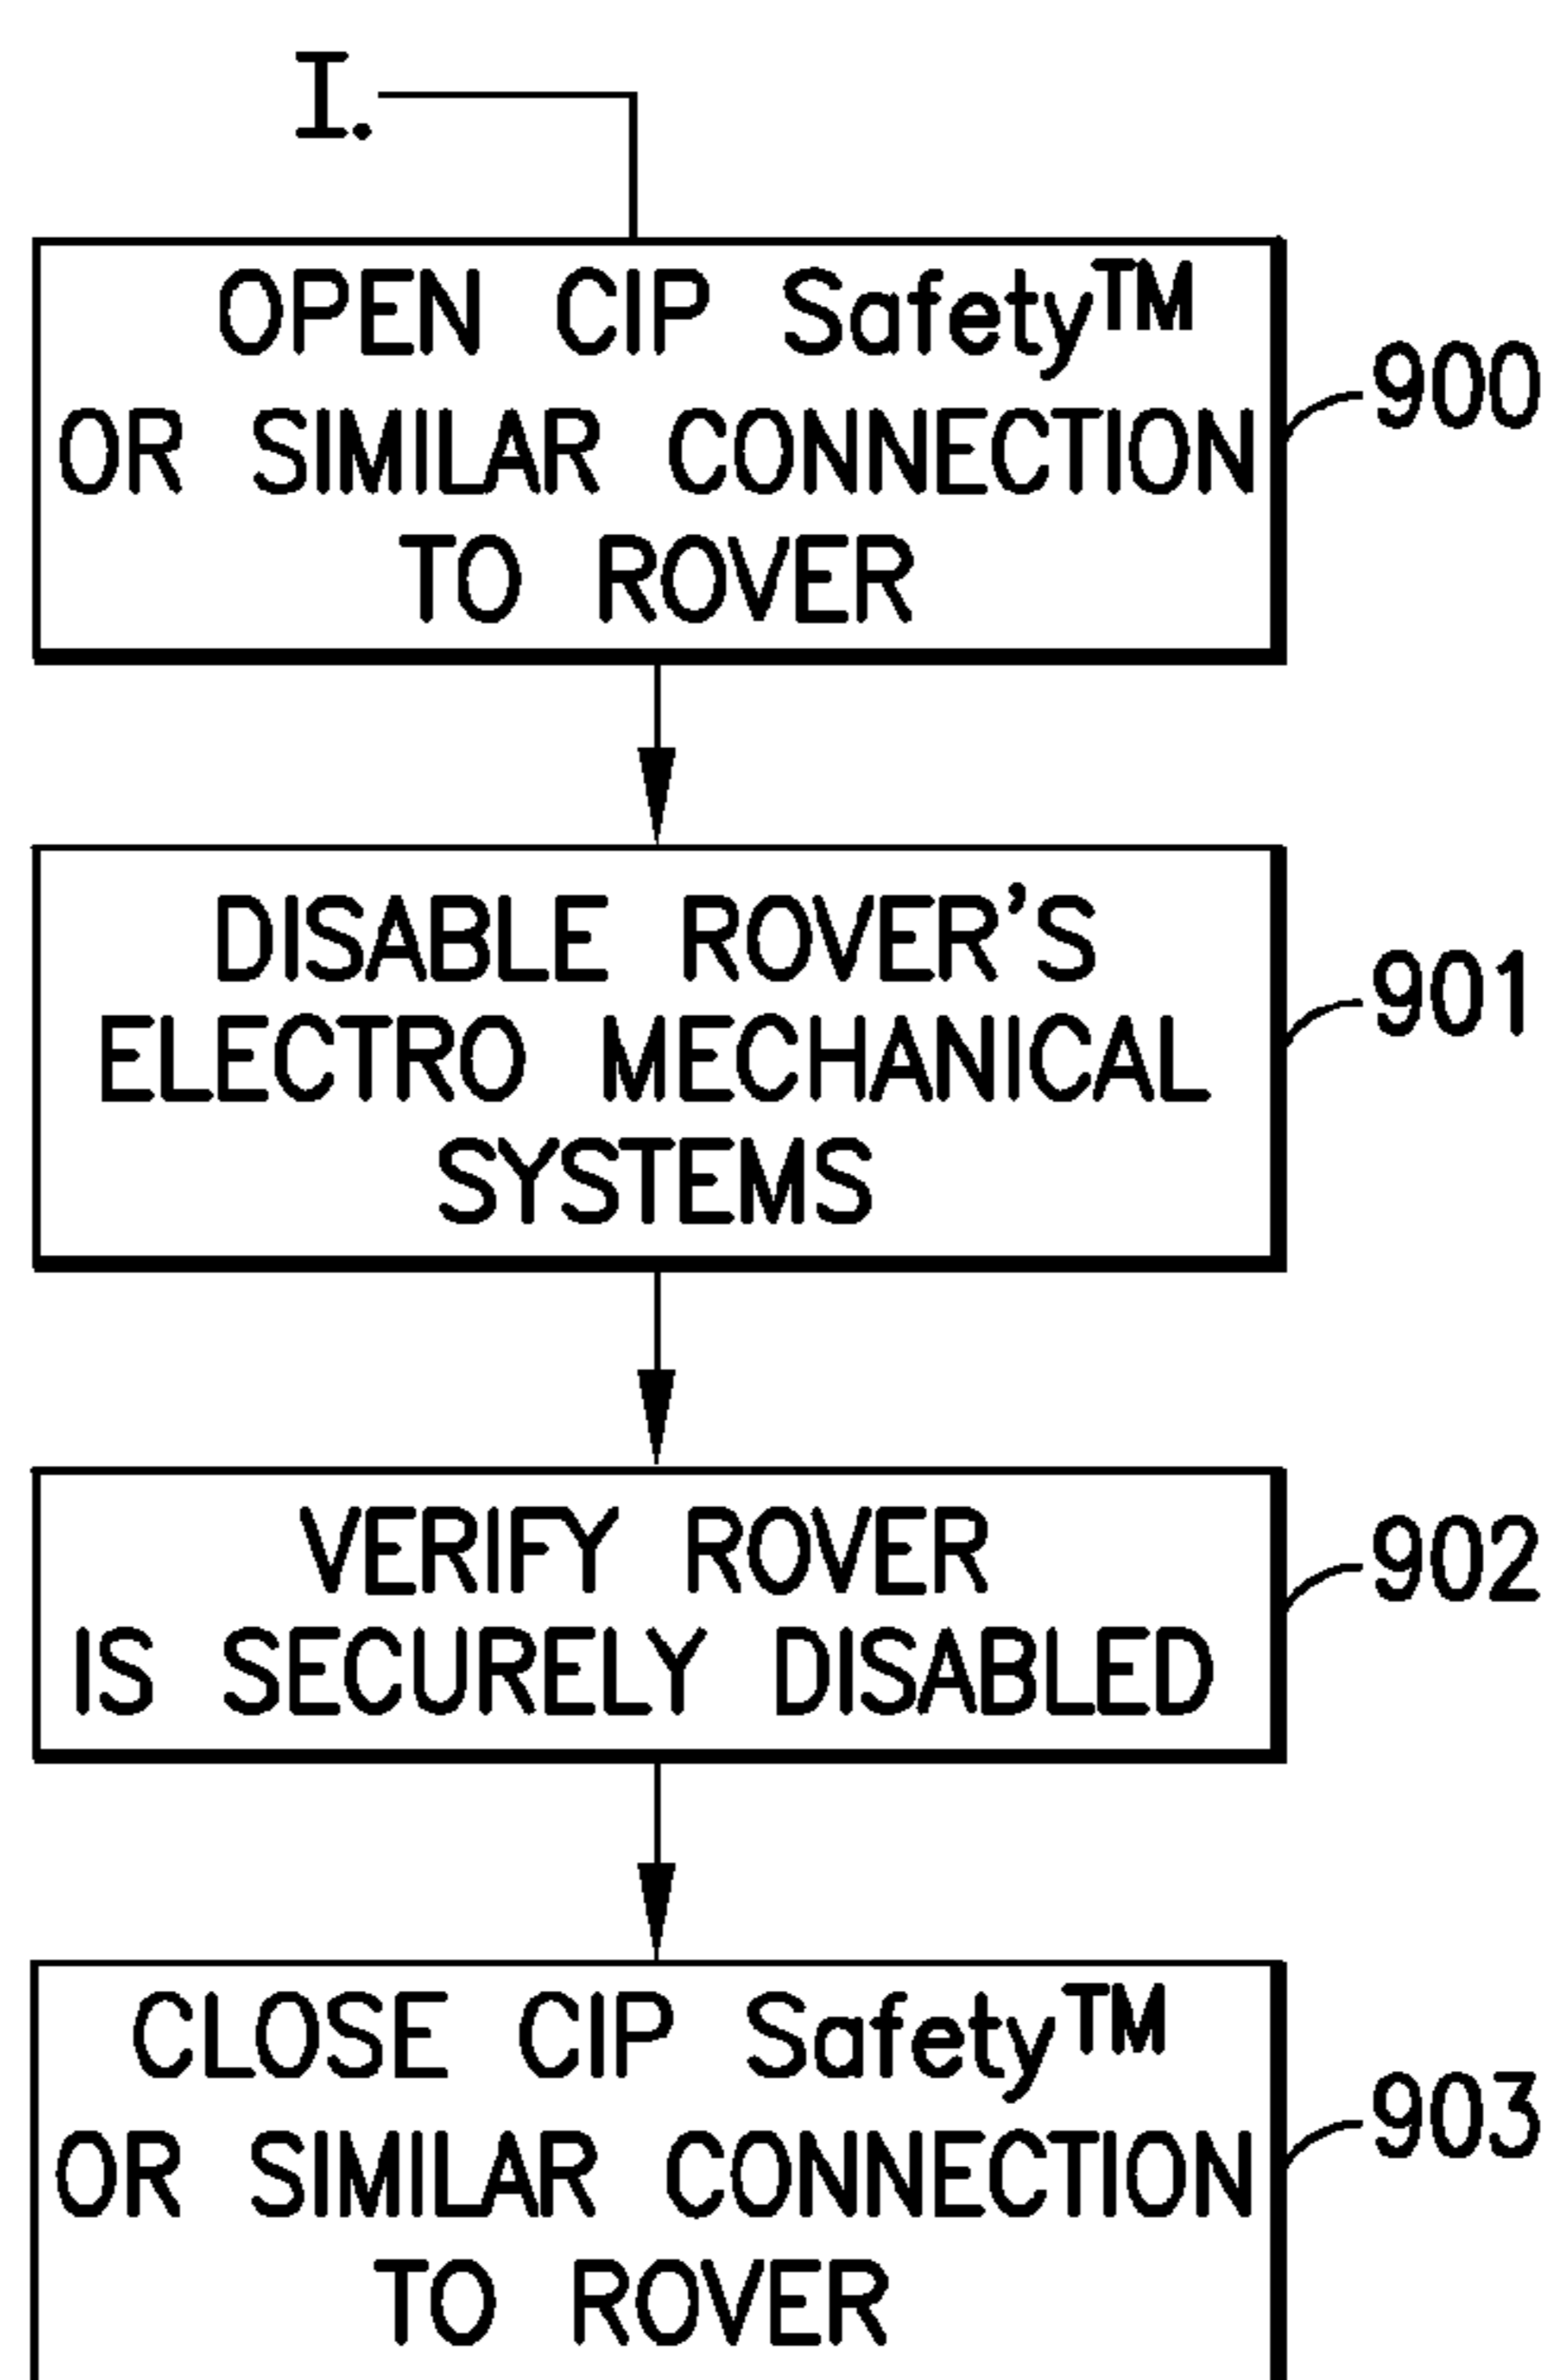 I.
OPEN CIP Safety™
OR SIMILAR CONNECTION
TO ROVER
900
DISABLE ROVER'S
ELECTRO MECHANICAL
SYSTEMS
901
VERIFY ROVER
IS SECURELY DISABLED
902
CLOSE CIP Safety™
OR SIMILAR CONNECTION
TO ROVER
903